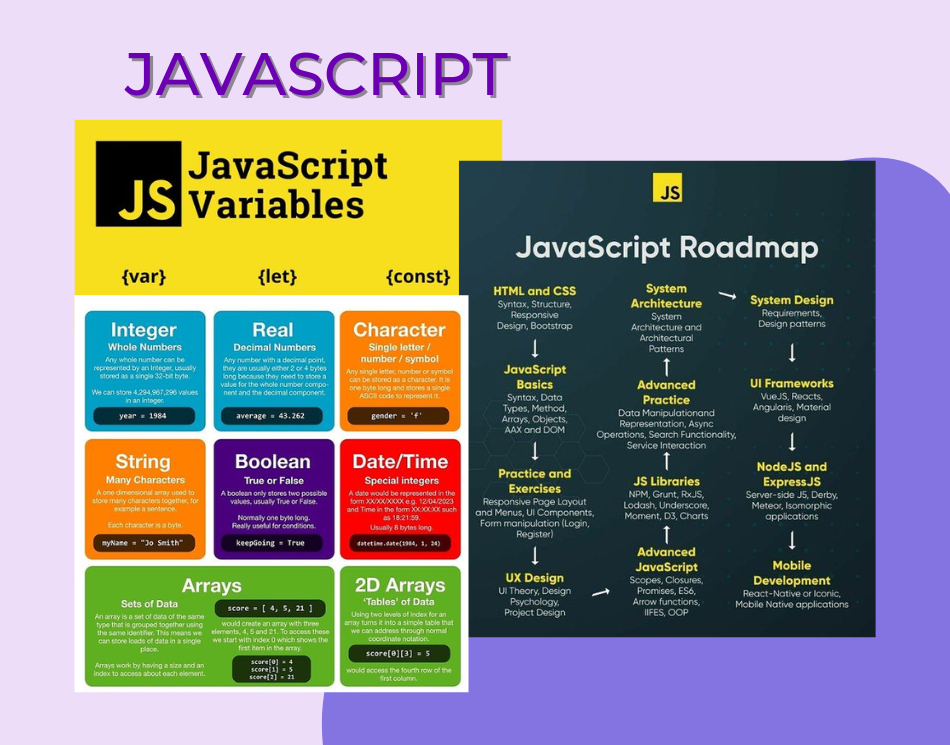 JAVASCRIPT
JS
JavaScript
Variables
{var}
{let}
{const}
Integer
Whole Numbers
Any whole number can be
represented by an Integer, usually
stored as a single 32-bit byte.
We can store 4,294,967,296 values
in an integer.
year = 1984
Real
Decimal Numbers
Any number with a decimal point,
they are usually either 2 or 4 bytes
long because they need to store a
value for the whole number compo-
nent and the decimal component.
average = 43.262
Character
Single letter /
number / symbol
Any single letter, number or symbol
can be stored as a character. It is
one byte long and stores a single
ASCII code to represent it.
gender = 'f'
String
Many Characters
A one dimensional array used to
store many characters together, for
example a sentence.
Each character is a byte.
myName = "Jo Smith"
Boolean
True or False
A boolean only stores two possible
values, usually True or False.
Normally one byte long.
Really useful for conditions.
keepGoing = True
Date/Time
Special integers
A date would be represented in the
form XX/XX/XXXX e.g. 12/04/2023
and Time in the form XX:XX:XX such
as 18:21:59.
Usually 8 bytes long.
datetime.date(1984, 1, 24)
Arrays
Sets of Data
An array is a set of data of the same
type that is grouped together using
the same identifier. This means we
can store loads of data in a single
place.
Arrays work by having a size and an
index to access about each element.
score = [ 4, 5, 21 ]
would create an array with three
elements, 4, 5 and 21. To access these
we start with index 0 which shows the
first item in the array.
score[0] = 4
score[1] = 5
score[2] = 21
2D Arrays
'Tables' of Data
Using two levels of index for an
array turns it into a simple table that
we can address through normal
coordinate notation.
score[0][3] = 5
would access the fourth row of the
first column.
JS
JavaScript Roadmap
HTML and CSS
Syntax, Structure,
Responsive
Design, Bootstrap
JavaScript
Basics
Syntax, Data
Types, Method,
Arrays, Objects,
AAX and DOM
Practice and
Exercises
Responsive Page Layout
and Menus, UI Components,
Form manipulation (Login,
Register)
UX Design
UI Theory, Design
Psychology,
Project Design
System
Architecture
System
Architecture and
Architectural
Patterns
Advanced
Practice
Data Manipulationand
Representation, Async
Operations, Search Functionality,
Service Interaction
JS Libraries
NPM, Grunt, RxJS,
Lodash, Underscore,
Moment, D3, Charts
Advanced
JavaScript
Scopes, Closures,
Promises, ES6,
Arrow functions,
IIFES, OOP
System Design
Requirements,
Design patterns
UI Frameworks
VueJS, Reacts,
Angularis, Material
design
NodeJS and
ExpressJS
Server-side J5, Derby,
Meteor, Isomorphic
applications
Mobile
Development
React-Native or Iconic,
Mobile Native applications